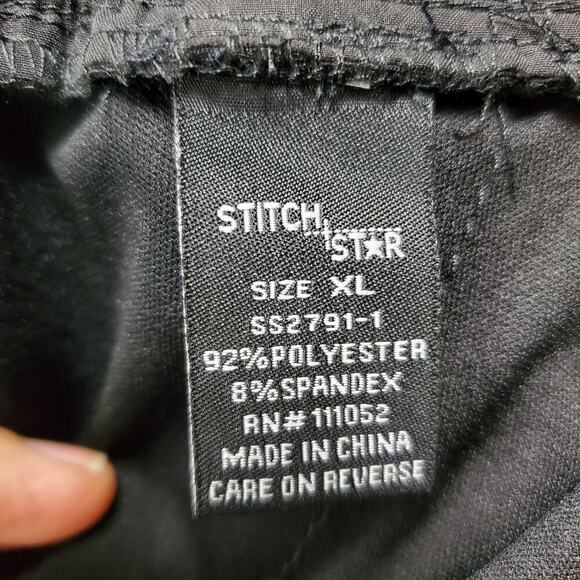 STITCH
STAR
SIZE XL
SS2791-1
92%POLYESTER
8%SPANDEX
RN# 111052
MADE IN CHINA
CARE ON REVERSE